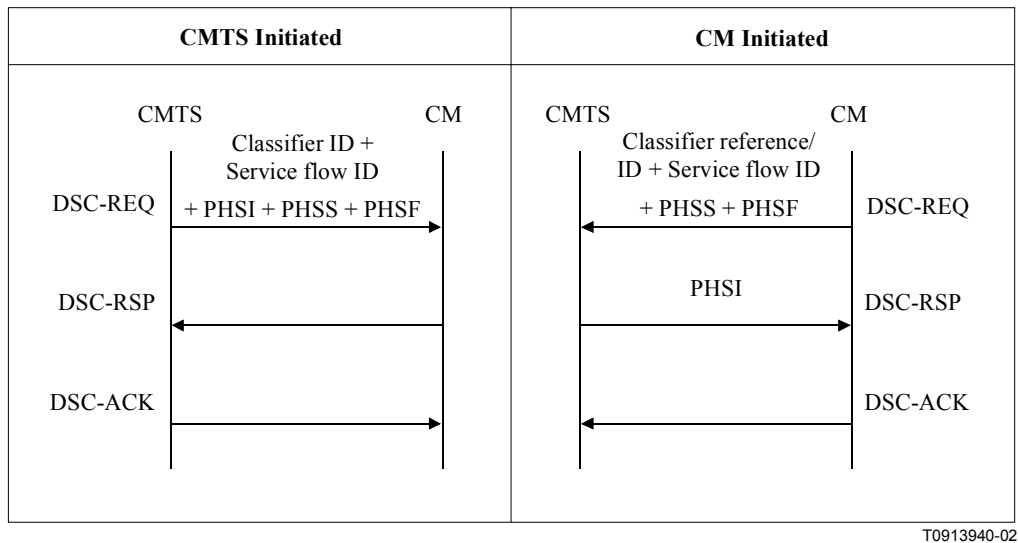 CMTS Initiated
CM Initiated
CMTS
CM
Classifier ID +
Service flow ID
DSC-REQ
+ PHSI + PHSS + PHSF
DSC-RSP
DSC-ACK
CMTS
CM
Classifier reference/
ID + Service flow ID
+ PHSS + PHSF
DSC-REQ
PHSI
DSC-RSP
DSC-ACK
T0913940-02